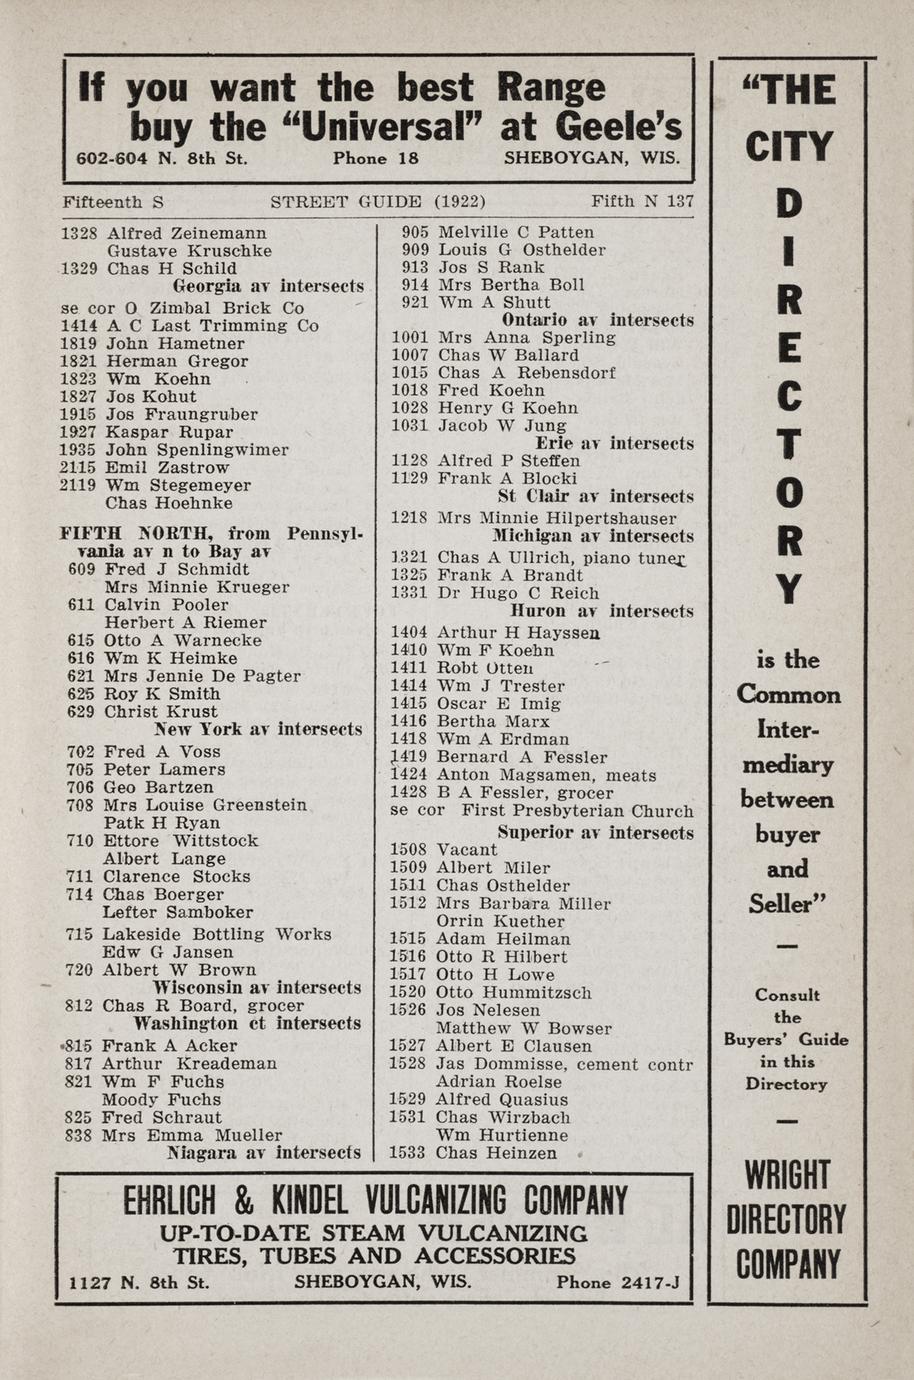 If you want the best Range
buy the “Universal” at Geele’s
602-604 N. 8th St. Phone 18 SHEBOYGAN, WIS.
Fifteenth S STREET GUIDE (1922) Fifth N 137
1328 Alfred Zeinemann
Gustave Kruschke
1329 Chas H Schild
Georgia av intersects
se cor O Zimbal Brick Co
1414 A C Last Trimming Co
1819 John Hametner
1821 Herman Gregor
1823 Wm Koehn
1827 Jos Kohut
1915 Jos Fraungruber
1927 Kaspar Rupar
1935 John Spenlingwimer
2115 Emil Zastrow
2119 Wm Stegemeyer
Chas Hoehnke
FIFTH NORTH, from Pennsyl-
vania av n to Bay av
609 Fred J Schmidt
Mrs Minnie Krueger
611 Calvin Pooler
Herbert A Riemer
615 Otto A Warnecke
616 Wm K Heimke
621 Mrs Jennie De Pagter
625 Roy K Smith
629 Christ Krust
New York av intersects
702 Fred A Voss
705 Peter Lamers
706 Geo Bartzen
708 Mrs Louise Greenstein
Patk H Ryan
710 Ettore Wittstock
Albert Lange
711 Clarence Stocks
714 Chas Boerger
Lefter Samboker
715 Lakeside Bottling Works
Edw G Jansen
720 Albert W Brown
Wisconsin av intersects
812 Chas R Board, grocer
Washington ct intersects
815 Frank A Acker
817 Arthur Kreademan
821 Wm F Fuchs
Moody Fuchs
825 Fred Schraut
838 Mrs Emma Mueller
Niagara av intersects
905 Melville C Patten
909 Louis G Osthelder
913 Jos S Rank
914 Mrs Bertha Boll
921 Wm A Shutt
Ontario av intersects
1001 Mrs Anna Sperling
1007 Chas W Ballard
1015 Chas A Rebensdorf
1018 Fred Koehn
1028 Henry G Koehn
1031 Jacob W Jung
Erie av intersects
1128 Alfred P Steffen
1129 Frank A Blocki
St Clair av intersects
1218 Mrs Minnie Hilpertshauser
Michigan av intersects
1321 Chas A Ullrich, piano tuner
1325 Frank A Brandt
1331 Dr Hugo C Reich
Huron av intersects
1404 Arthur H Hayssen
1410 Wm F Koehn
1411 Robt Otten
1414 Wm J Trester
1415 Oscar E Imig
1416 Bertha Marx
1418 Wm A Erdman
1419 Bernard A Fessler
1424 Anton Magsamen, meats
1428 B A Fessler, grocer
se cor First Presbyterian Church
Superior av intersects
1508 Vacant
1509 Albert Miler
1511 Chas Osthelder
1512 Mrs Barbara Miller
Orrin Kuether
1515 Adam Heilman
1516 Otto R Hilbert
1517 Otto H Lowe
1520 Otto Hummitzsch
1526 Jos Nelesen
Matthew W Bowser
1527 Albert E Clausen
1528 Jas Dommisse, cement contr
Adrian Roelse
1529 Alfred Quasius
1531 Chas Wirzbach
Wm Hurtienne
1533 Chas Heinzen
EHRLICH & KINDEL VULCANIZING COMPANY
UP-TO-DATE STEAM VULCANIZING
TIRES, TUBES AND ACCESSORIES
1127 N. 8th St. SHEBOYGAN, WIS. Phone 2417-J
“THE
CITY
D
I
R
E
C
T
O
R
Y
is the
Common
Inter-
mediary
between
buyer
and
Seller”
—
Consult
the
Buyers’ Guide
in this
Directory
—
WRIGHT
DIRECTORY
COMPANY